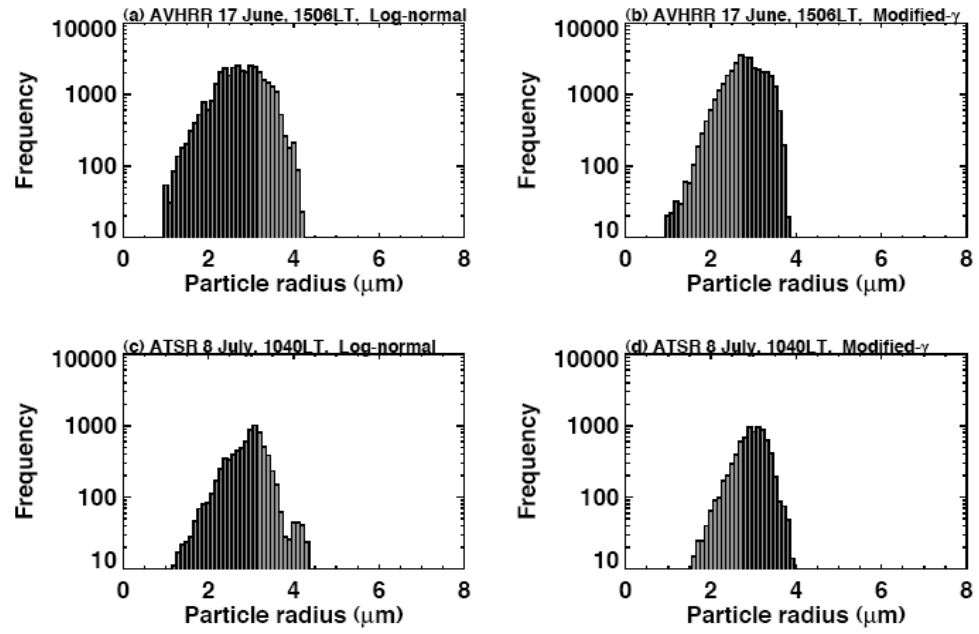 (a) AVHRR 17 June, 1506LT, Log-normal
10000
1000
100
10
Frequency
0 2 4 6 8
Particle radius (μm)
(b) AVHRR 17 June, 1506LT, Modified-γ
10000
1000
100
10
Frequency
0 2 4 6 8
Particle radius (μm)
(c) ATSR 8 July, 1040LT, Log-normal
10000
1000
100
10
Frequency
0 2 4 6 8
Particle radius (μm)
(d) ATSR 8 July, 1040LT, Modified-γ
10000
1000
100
10
Frequency
0 2 4 6 8
Particle radius (μm)